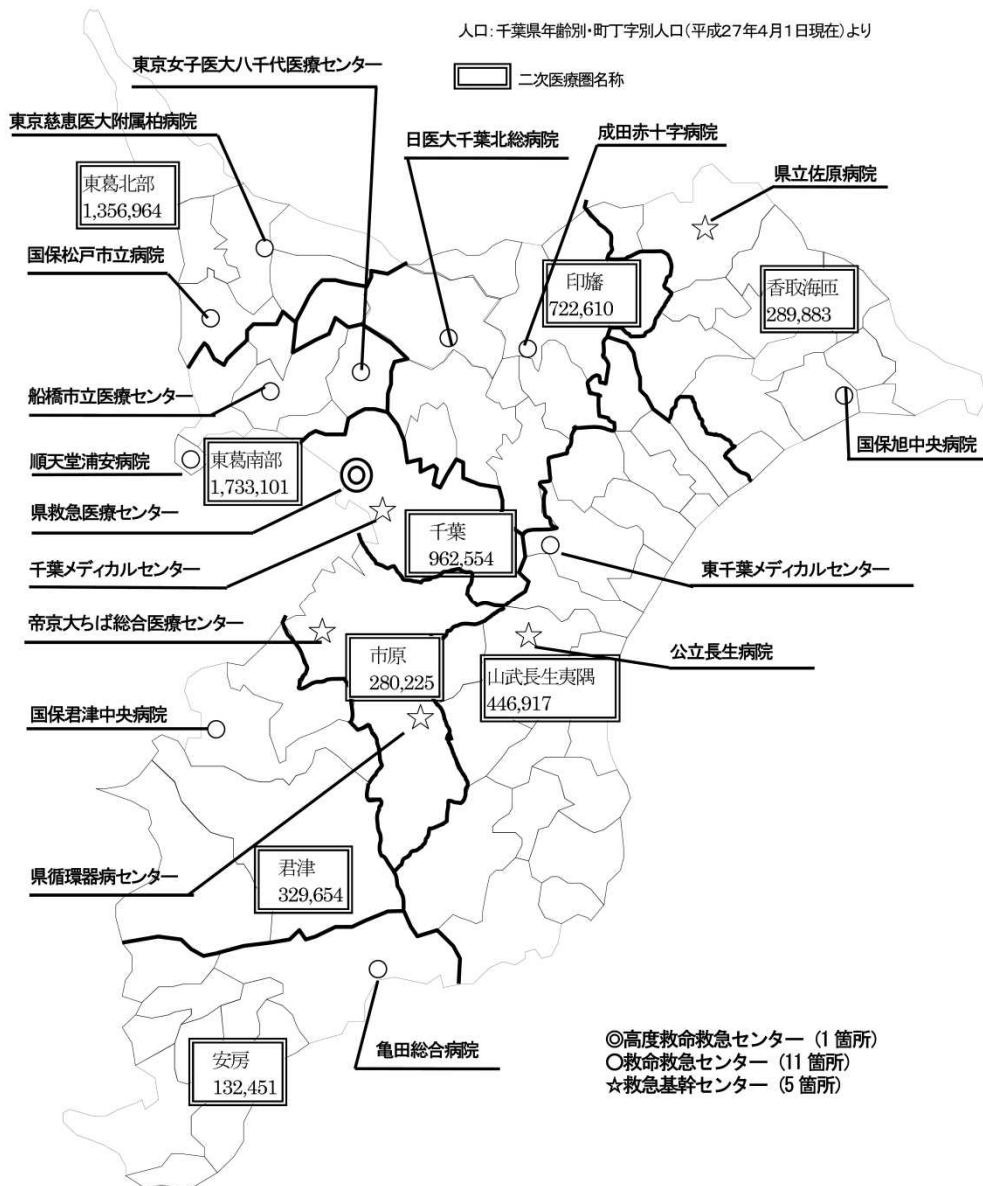 人口：千葉県年齢別・町丁字別人口（平成27年4月1日現在）より
二次医療圏名称
東京女子医大八千代医療センター
東京慈恵医大附属柏病院
日医大千葉北総病院
成田赤十字病院
県立佐原病院
東葛北部
1,356,964
国保松戸市立病院
印旛
722,610
香取海匝
289,883
船橋市立医療センター
国保旭中央病院
順天堂浦安病院
東葛南部
1,733,101
県救急医療センター
千葉
962,554
千葉メディカルセンター
東千葉メディカルセンター
帝京大ちば総合医療センター
市原
280,225
公立長生病院
山武長生夷隅
446,917
国保君津中央病院
県循環器病センター
君津
329,654
亀田総合病院
安房
132,451
◎高度救命救急センター（1箇所）
○救命救急センター（11箇所）
☆救急基幹センター（5箇所）